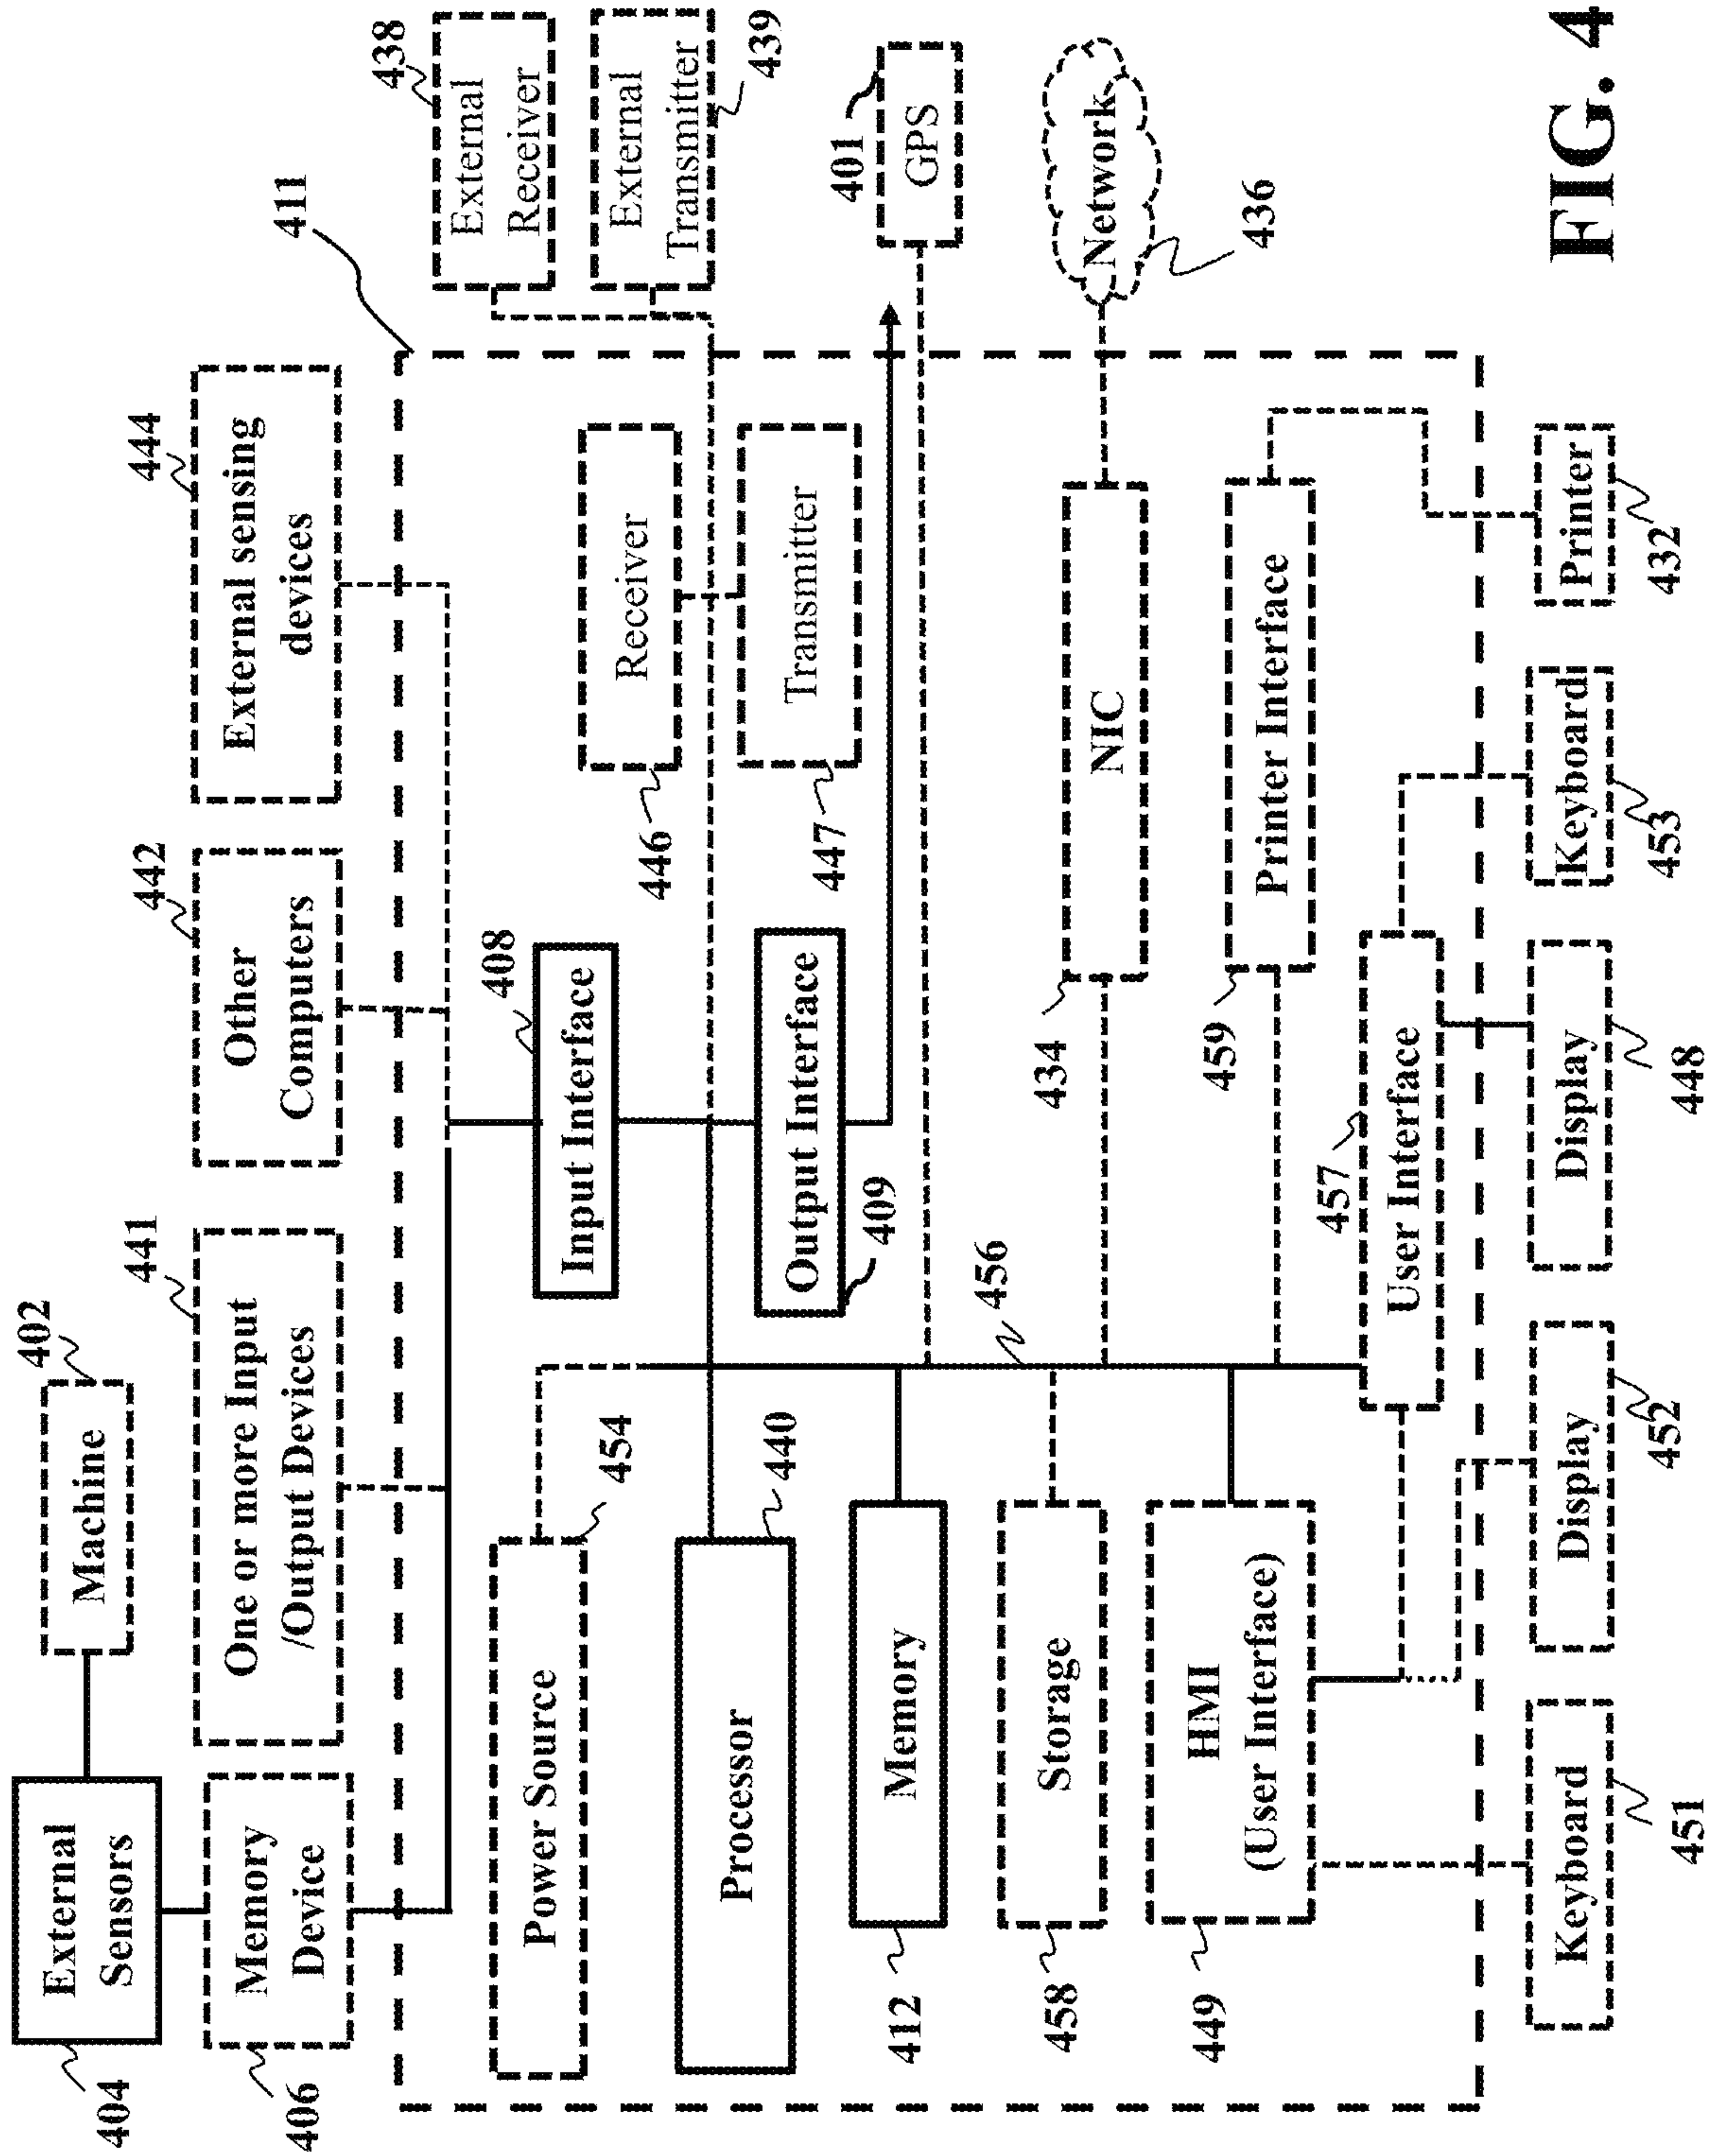 404
External
Sensors
Machine
402
406
Memory
Device
One or more Input
/Output Devices
441
Other
Computers
442
External sensing
devices
444
411
Power Source
454
Input Interface
408
Receiver
446
External
Receiver
438
Processor
440
Output Interface
409
Transmitter
447
External
Transmitter
439
Memory
412
GPS
401
Storage
458
456
NIC
434
Network
436
HMI
(User Interface)
449
Printer Interface
459
User Interface
457
Keyboard
451
Display
452
Display
448
Keyboard
453
Printer
432
FIG. 4